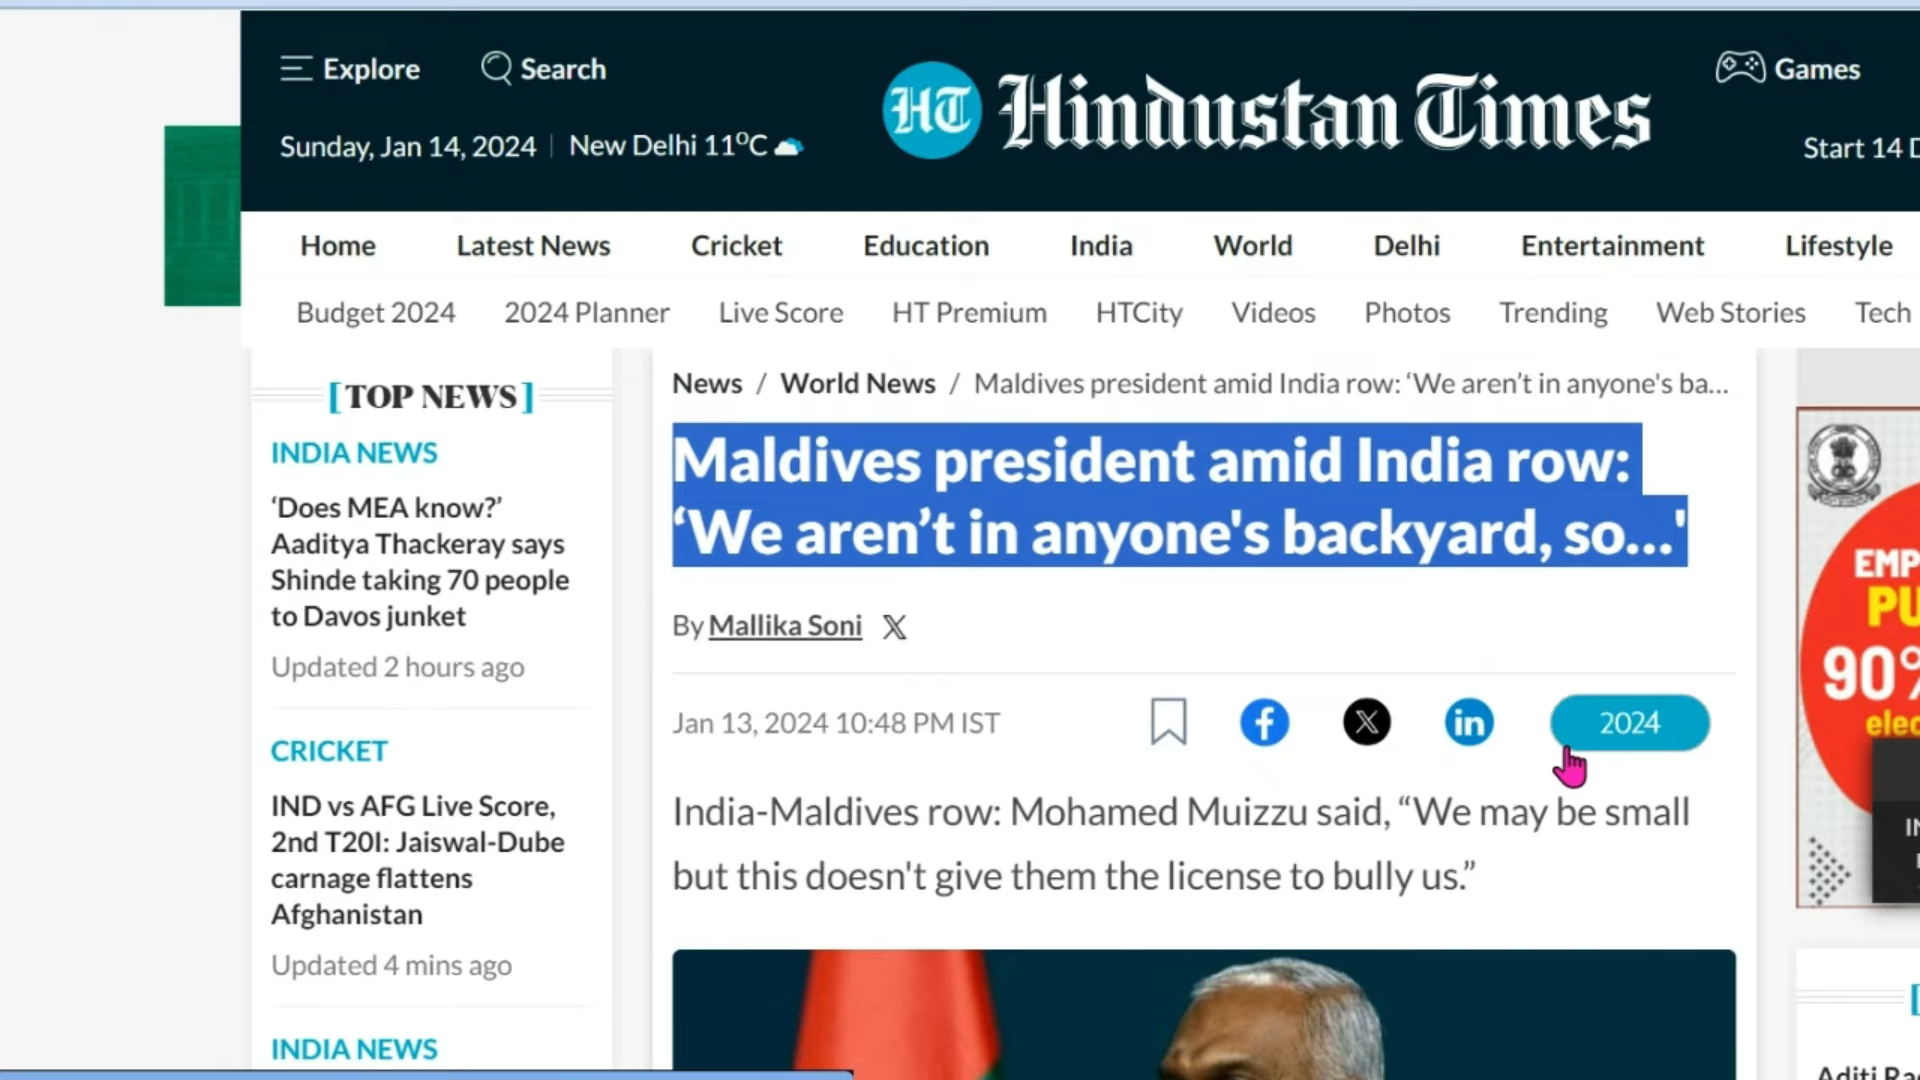 Explore
Search
HT Hindustan Times
Games
Sunday, Jan 14, 2024
New Delhi 11°C
Start 14 D
Home
Latest News
Cricket
Education
India
World
Delhi
Entertainment
Lifestyle
Budget 2024
2024 Planner
Live Score
HT Premium
HTCity
Videos
Photos
Trending
Web Stories
Tech
[TOP NEWS]
INDIA NEWS
‘Does MEA know?’
Aaditya Thackeray says
Shinde taking 70 people
to Davos junket
Updated 2 hours ago
CRICKET
IND vs AFG Live Score,
2nd T20I: Jaiswal-Dube
carnage flattens
Afghanistan
Updated 4 mins ago
INDIA NEWS
News / World News / Maldives president amid India row: ‘We aren’t in anyone's ba...
Maldives president amid India row:
‘We aren’t in anyone's backyard, so...'
By Mallika Soni
Jan 13, 2024 10:48 PM IST
2024
India-Maldives row: Mohamed Muizzu said, “We may be small
but this doesn't give them the license to bully us.”
EMP
PU
90%
elec
Aditi Ra